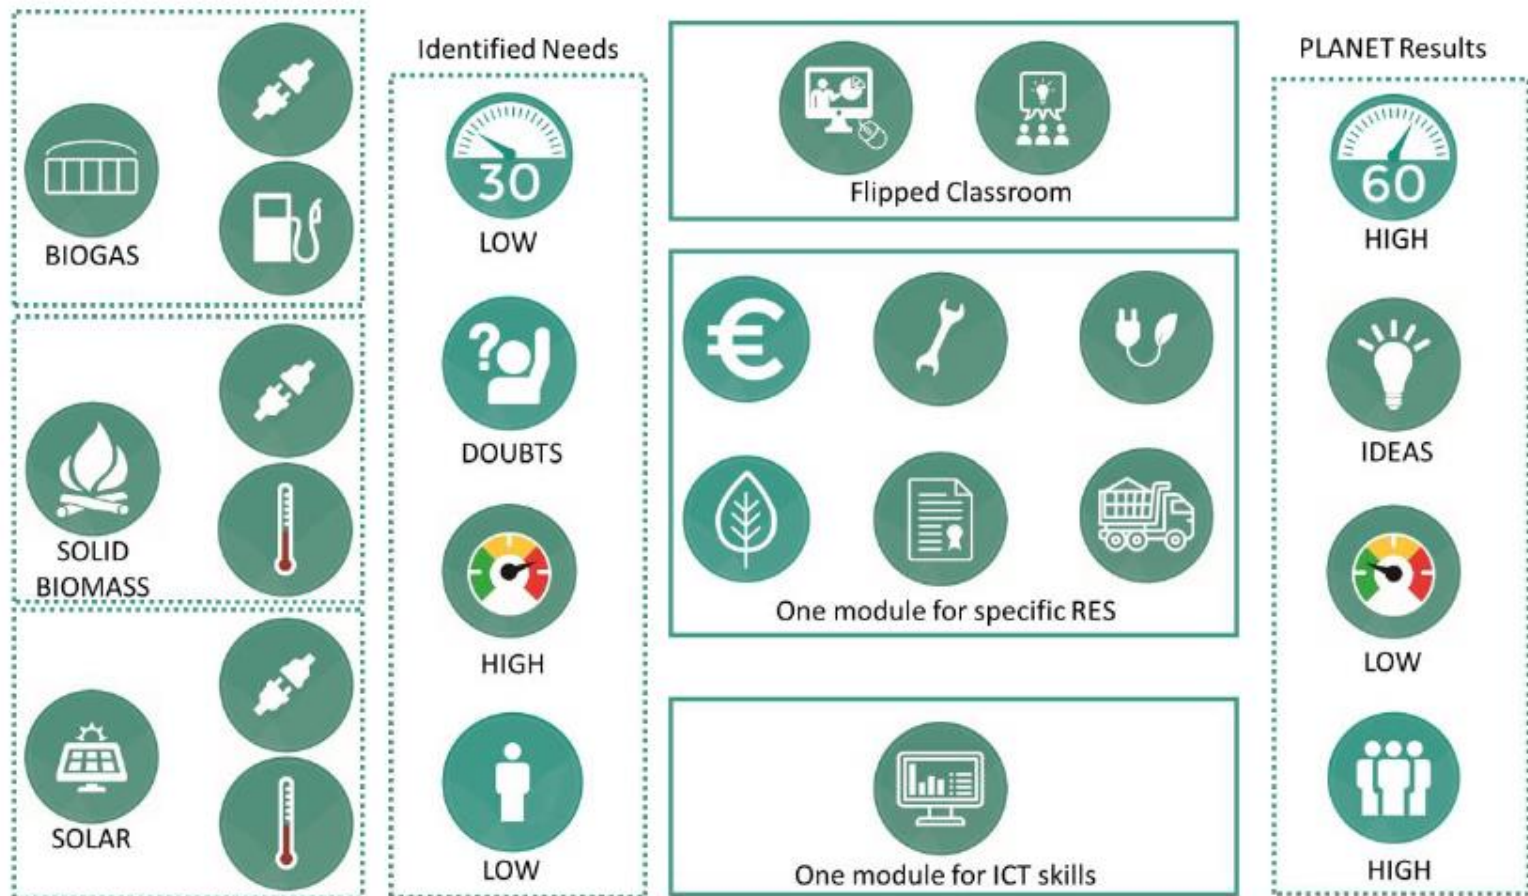 BIOGAS
SOLID
BIOMASS
SOLAR
Identified Needs
30
LOW
?
DOUBTS
HIGH
LOW
Flipped Classroom
€
One module for specific RES
One module for ICT skills
PLANET Results
60
HIGH
IDEAS
LOW
HIGH